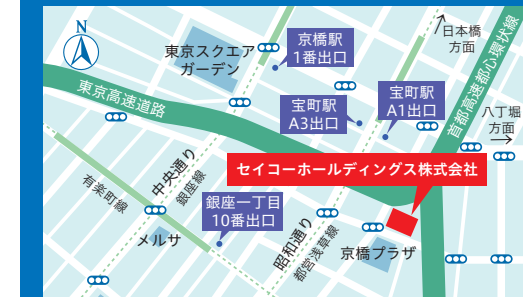 N
東京スクエア
ガーデン
京橋駅
1番出口
日本橋
方面
首都高速都心環状線
東京高速道路
宝町駅
A3出口
宝町駅
A1出口
八丁堀
方面
セイコーホールディングス株式会社
中央通り
銀座線
有楽町線
銀座一丁目
10番出口
メルサ
昭和通り
都営浅草線
京橋プラザ